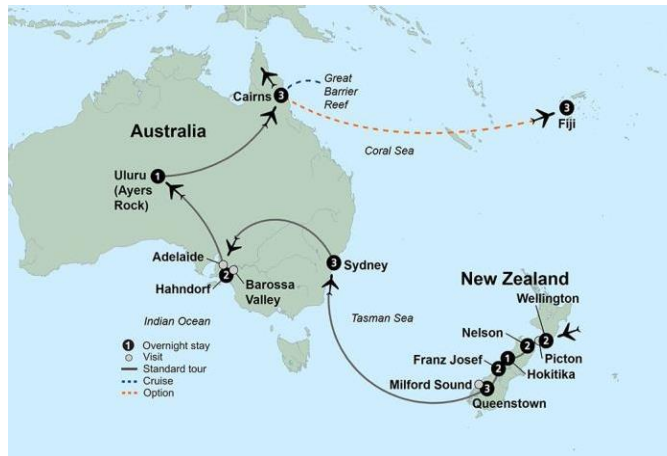 Great
Barrier
Reef
Cairns
3
3
Fiji
Australia
Coral Sea
Uluru
(Ayers
Rock)
1
Adelaide
Hahndorf
2
Barossa
Valley
3
Sydney
New Zealand
Wellington
Indian Ocean
Tasman Sea
Nelson
2
2
Picton
Franz Josef
2
1
Hokitika
Milford Sound
3
Queenstown
1 Overnight stay
Visit
Standard tour
Cruise
Option